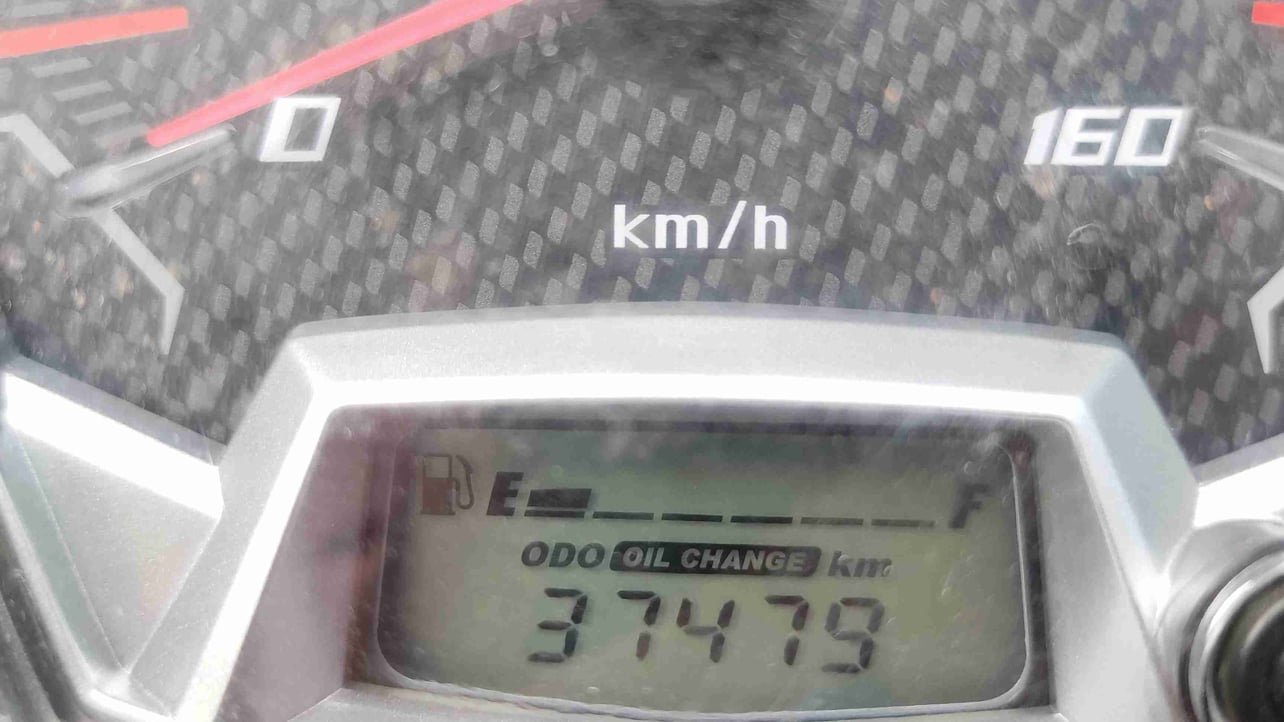 0 160
km/h
E F
ODO OIL CHANGE km
37479